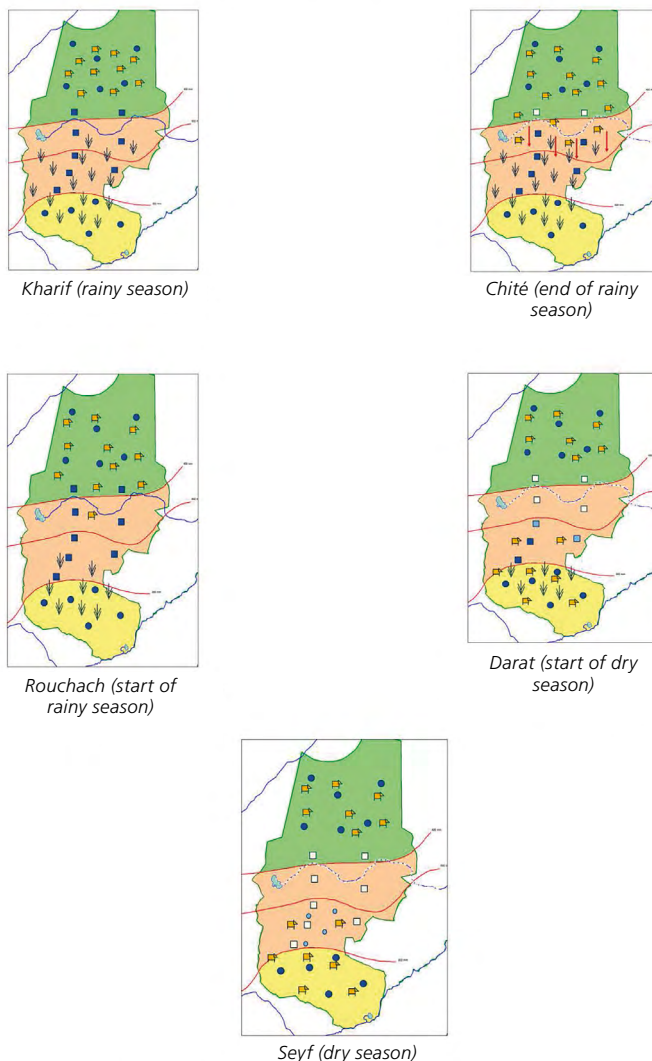 Kharif (rainy season)
Chité (end of rainy
season)
Rouchach (start of
rainy season)
Darat (start of dry
season)
Seyf (dry season)